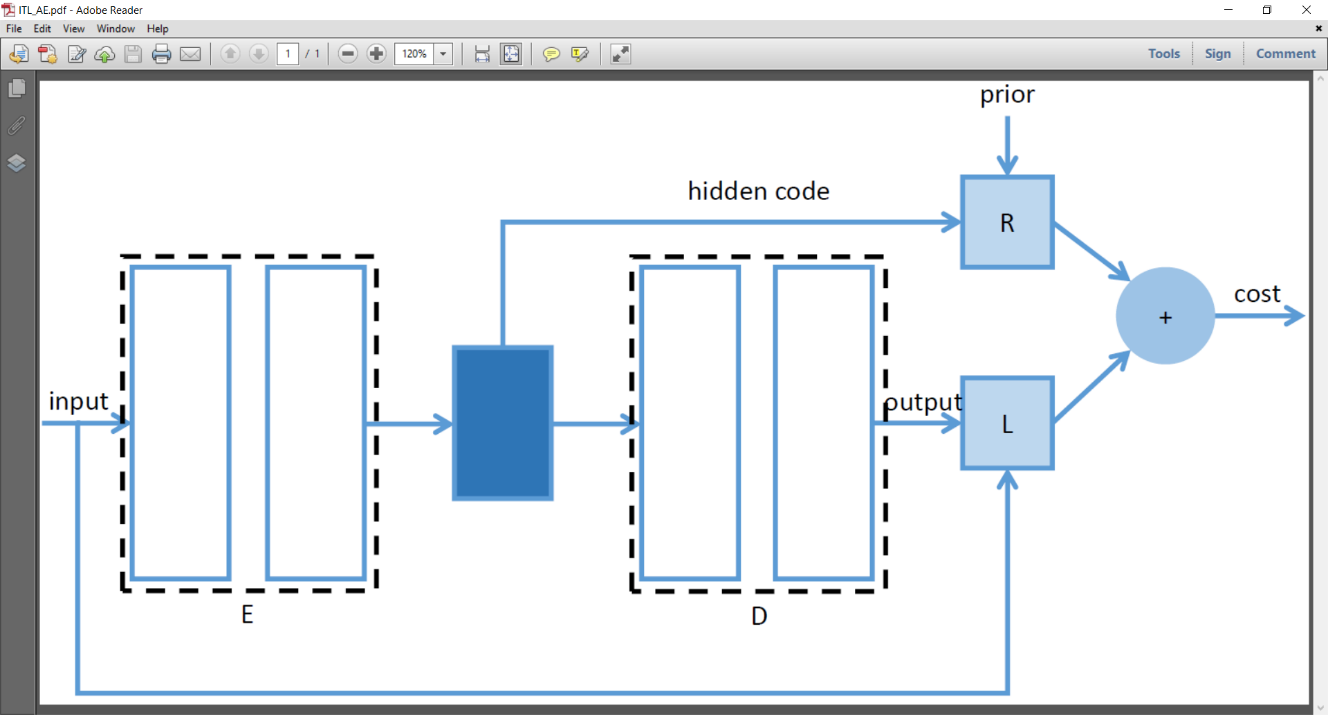 ITL_AE.pdf - Adobe Reader
File Edit View Window Help
1 / 1 120% Tools Sign Comment
prior
hidden code
R
cost
+
input
output
L
E
D